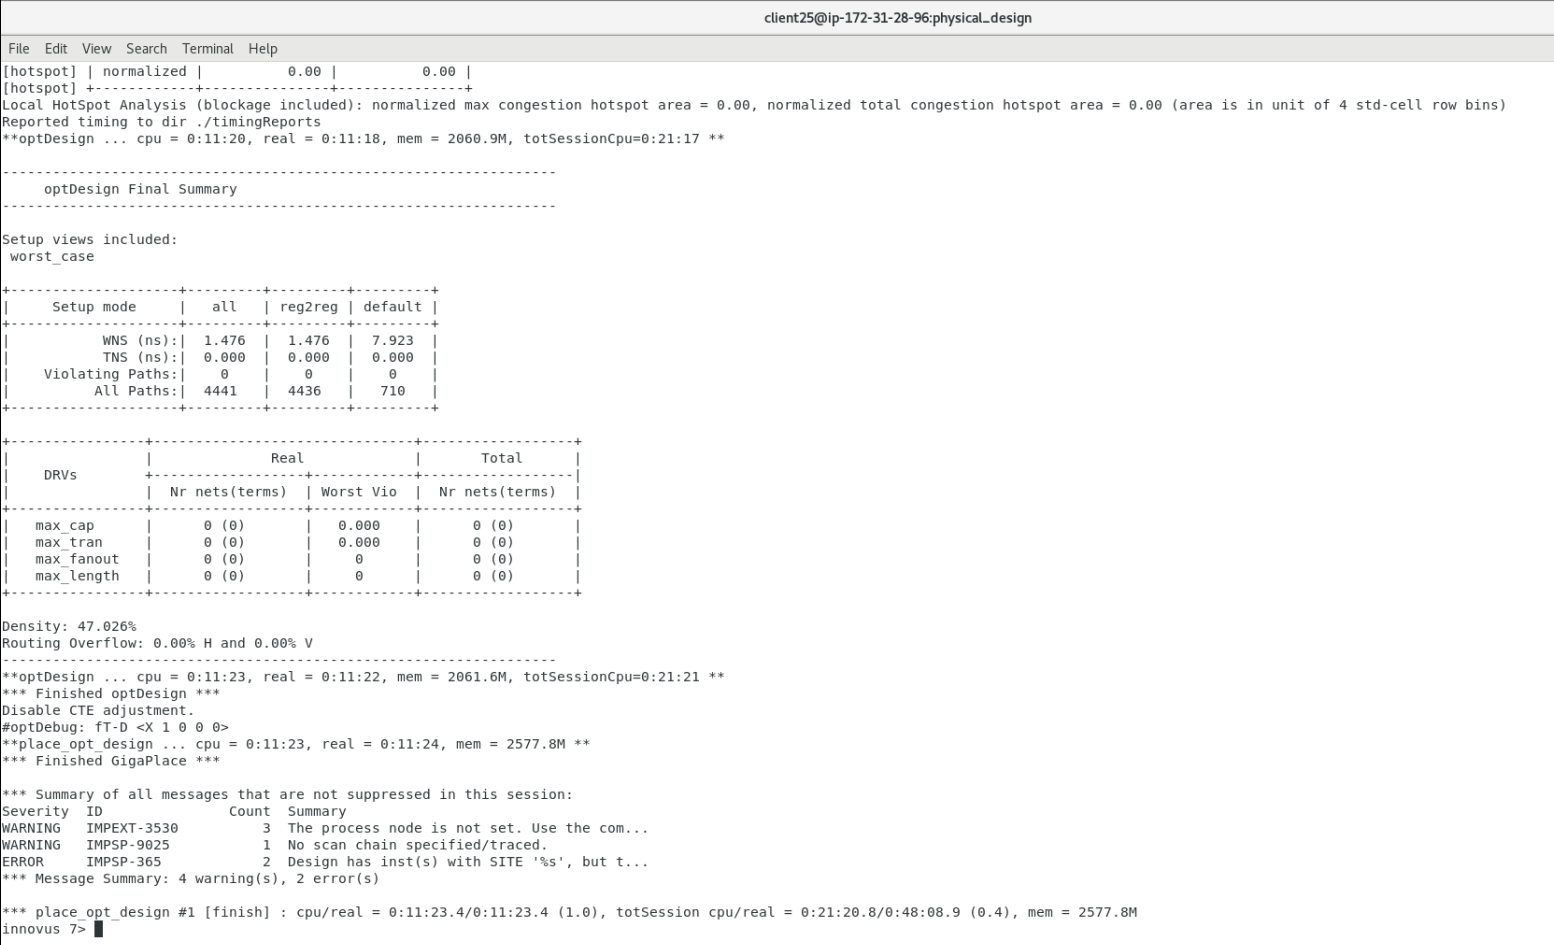 client25@ip-172-31-28-96:physical_design
File Edit View Search Terminal Help
[hotspot] | normalized |          0.00 |          0.00 |
[hotspot] +------------+---------------+---------------+
Local HotSpot Analysis (blockage included): normalized max congestion hotspot area = 0.00, normalized total congestion hotspot area = 0.00 (area is in unit of 4 std-cell row bins)
Reported timing to dir ./timingReports
**optDesign ... cpu = 0:11:20, real = 0:11:18, mem = 2060.9M, totSessionCpu=0:21:17 **
------------------------------------------------------------------
     optDesign Final Summary
------------------------------------------------------------------
Setup views included:
 worst_case
+--------------------+---------+---------+---------+
|     Setup mode     |   all   | reg2reg | default |
+--------------------+---------+---------+---------+
|           WNS (ns):|  1.476  |  1.476  |  7.923  |
|           TNS (ns):|  0.000  |  0.000  |  0.000  |
|    Violating Paths:|    0    |    0    |    0    |
|          All Paths:|  4441   |  4436   |   710   |
+--------------------+---------+---------+---------+
+----------------+-------------------------------+------------------+
|                |              Real             |       Total      |
|    DRVs        +------------------+------------+------------------|
|                |  Nr nets(terms)  | Worst Vio  |  Nr nets(terms)  |
+----------------+------------------+------------+------------------+
|   max_cap      |      0 (0)       |   0.000    |      0 (0)       |
|   max_tran     |      0 (0)       |   0.000    |      0 (0)       |
|   max_fanout   |      0 (0)       |     0      |      0 (0)       |
|   max_length   |      0 (0)       |     0      |      0 (0)       |
+----------------+------------------+------------+------------------+
Density: 47.026%
Routing Overflow: 0.00% H and 0.00% V
------------------------------------------------------------------
**optDesign ... cpu = 0:11:23, real = 0:11:22, mem = 2061.6M, totSessionCpu=0:21:21 **
*** Finished optDesign ***
Disable CTE adjustment.
#optDebug: fT-D <X 1 0 0 0>
**place_opt_design ... cpu = 0:11:23, real = 0:11:24, mem = 2577.8M **
*** Finished GigaPlace ***
*** Summary of all messages that are not suppressed in this session:
Severity  ID               Count  Summary
WARNING   IMPEXT-3530          3  The process node is not set. Use the com...
WARNING   IMPSP-9025           1  No scan chain specified/traced.
ERROR     IMPSP-365            2  Design has inst(s) with SITE '%s', but t...
*** Message Summary: 4 warning(s), 2 error(s)
*** place_opt_design #1 [finish] : cpu/real = 0:11:23.4/0:11:23.4 (1.0), totSession cpu/real = 0:21:20.8/0:48:08.9 (0.4), mem = 2577.8M
innovus 7>